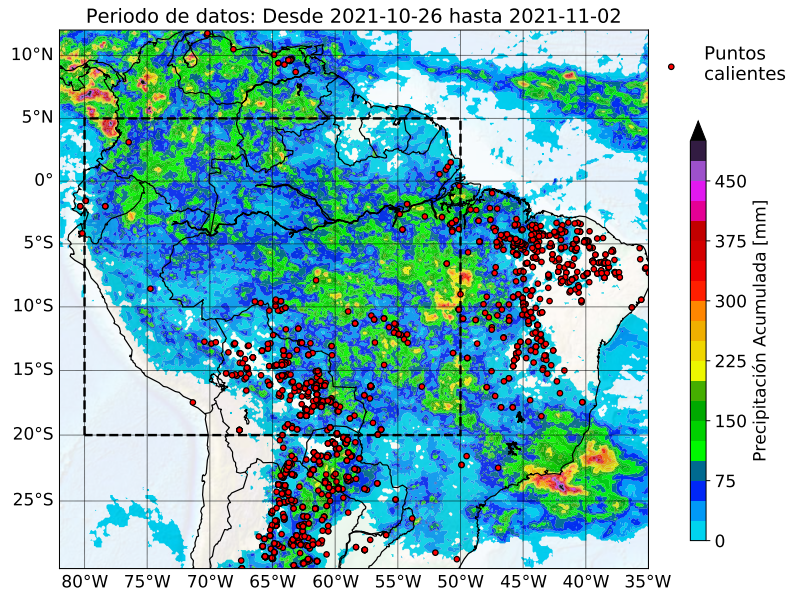 Periodo de datos: Desde 2021-10-26 hasta 2021-11-02
Puntos
calientes
10°N
5°N
0°
5°S
10°S
15°S
20°S
25°S
80°W
75°W
70°W
65°W
60°W
55°W
50°W
45°W
40°W
35°W
450
375
300
225
150
75
0
Precipitación Acumulada [mm]